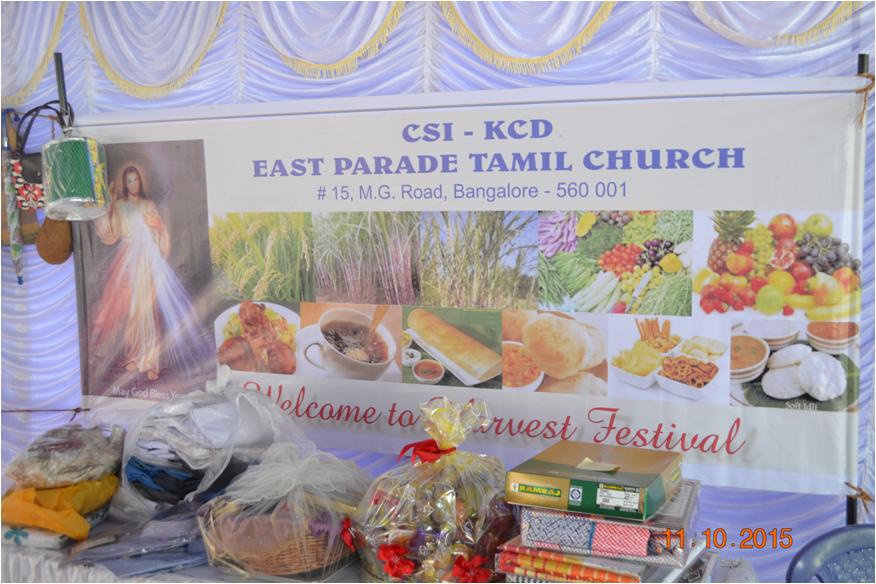 CSI - KCD
EAST PARADE TAMIL CHURCH
# 15, M.G. Road, Bangalore - 560 001
May God Bless You
Soft Idli
Welcome to Harvest Festival
RAMRAJ
11.10.2015